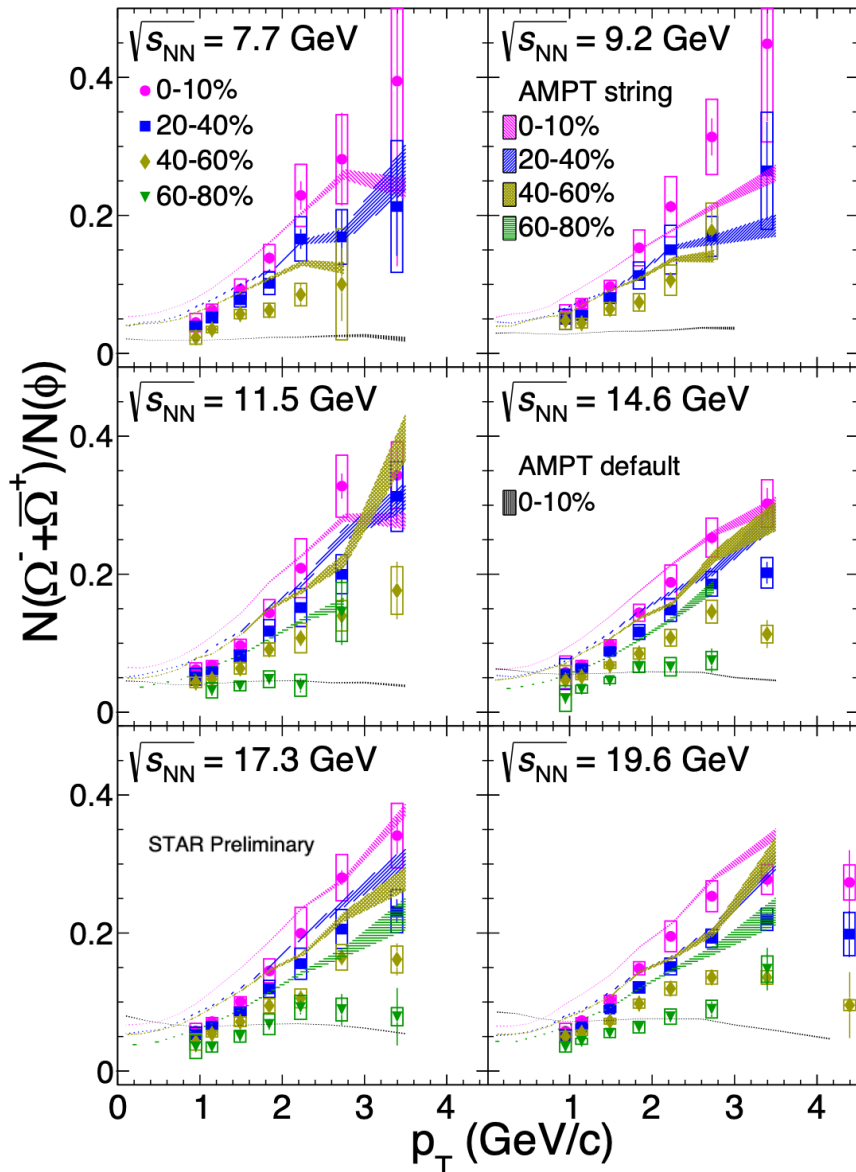 √sNN = 7.7 GeV
0-10%
20-40%
40-60%
60-80%
√sNN = 9.2 GeV
AMPT string
0-10%
20-40%
40-60%
60-80%
0.4
0.2
0
√sNN = 11.5 GeV
√sNN = 14.6 GeV
AMPT default
0-10%
0.4
0.2
0
√sNN = 17.3 GeV
STAR Preliminary
√sNN = 19.6 GeV
0.4
0.2
0
N(Ω⁻+Ω̅⁺)/N(ϕ)
0 1 2 3 4 1 2 3 4
pT (GeV/c)